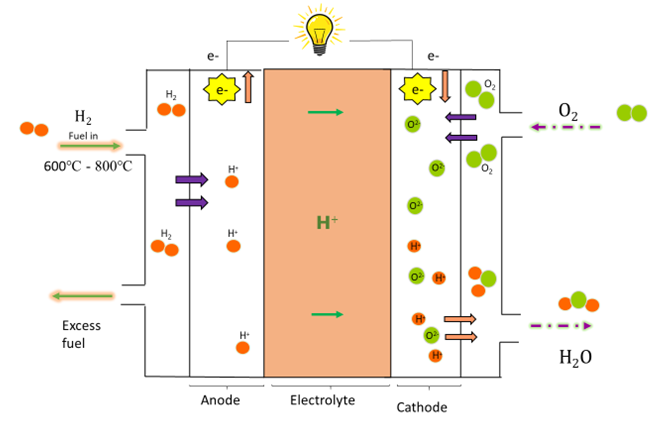 e-
e-
e-
e-
H₂
O₂
H₂
Fuel in
600℃ - 800℃
O₂
O²⁻
H⁺
O²⁻
O₂
O²⁻
H⁺
H₂
H⁺
H⁺
O²⁻
H⁺
Excess
fuel
H⁺
H⁺
O²⁻
H⁺
H₂O
Anode
Electrolyte
Cathode